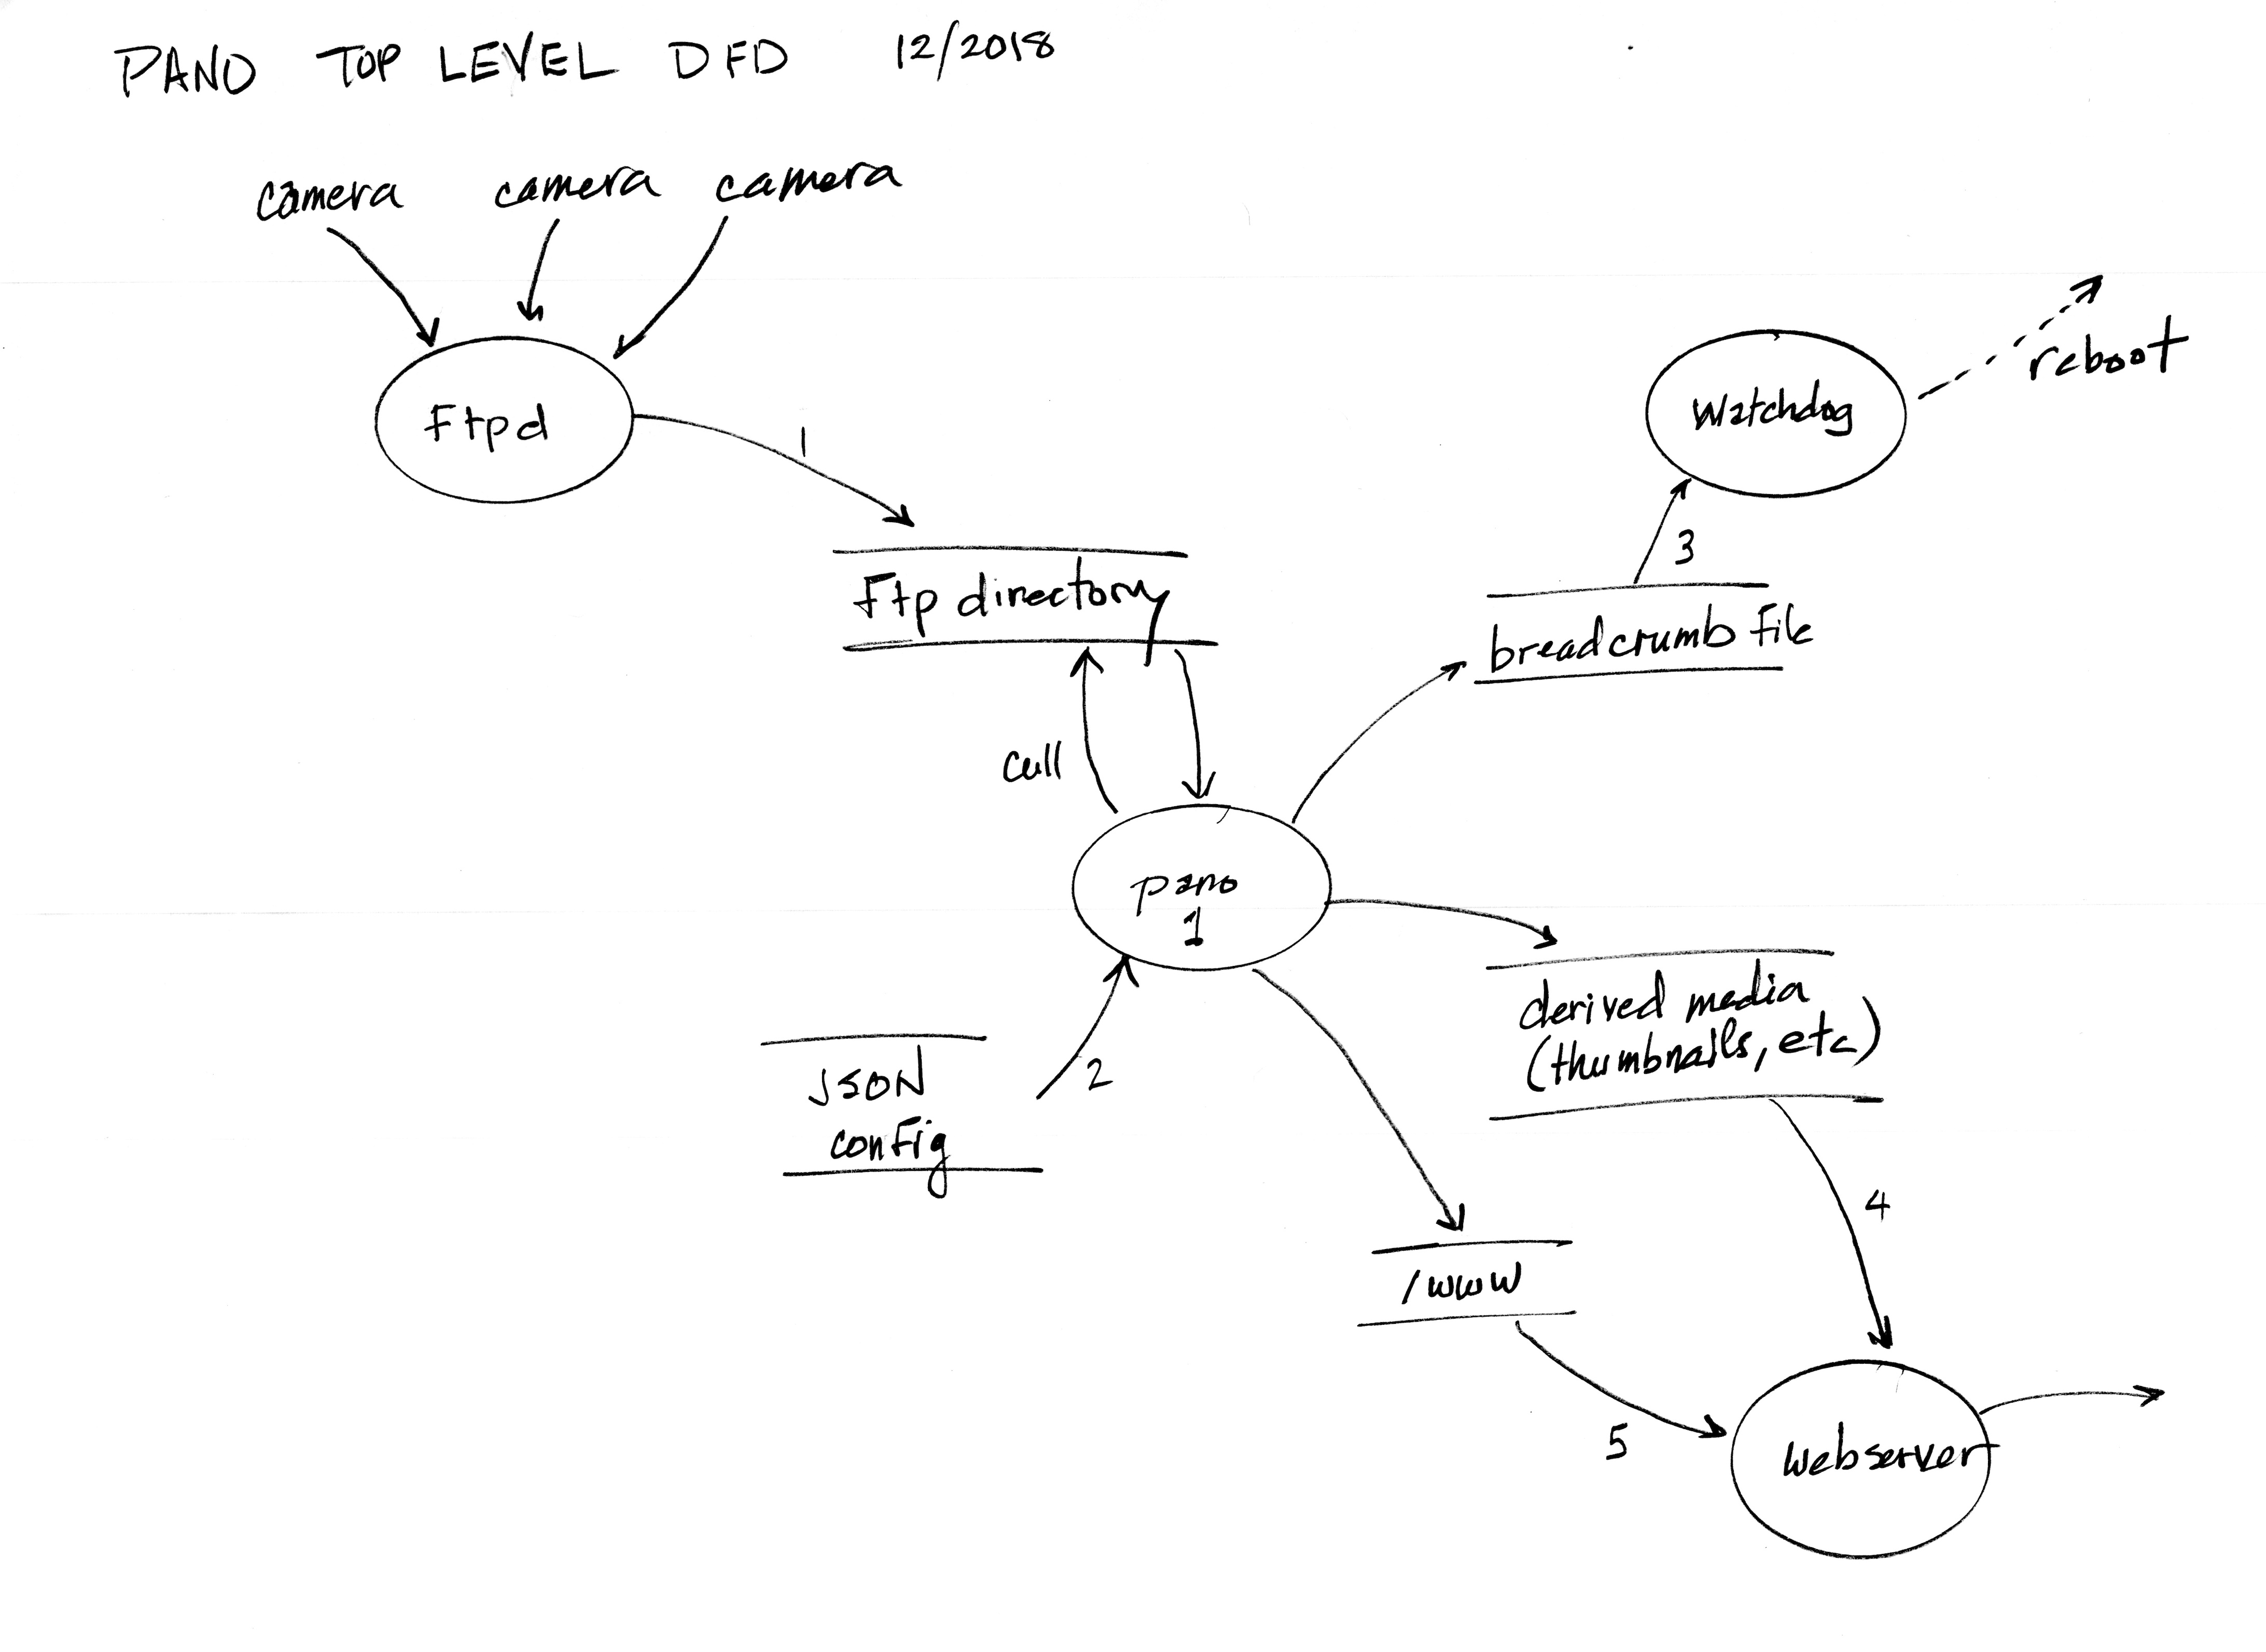 PANO TOP LEVEL DFD 12/2018
camera camera camera
Ftpd
1
Watchdog
reboot
Ftp directory
3
breadcrumb file
cull
pano
1
derived media
(thumbnails, etc)
JSON
config
2
4
/www
5
Webserver